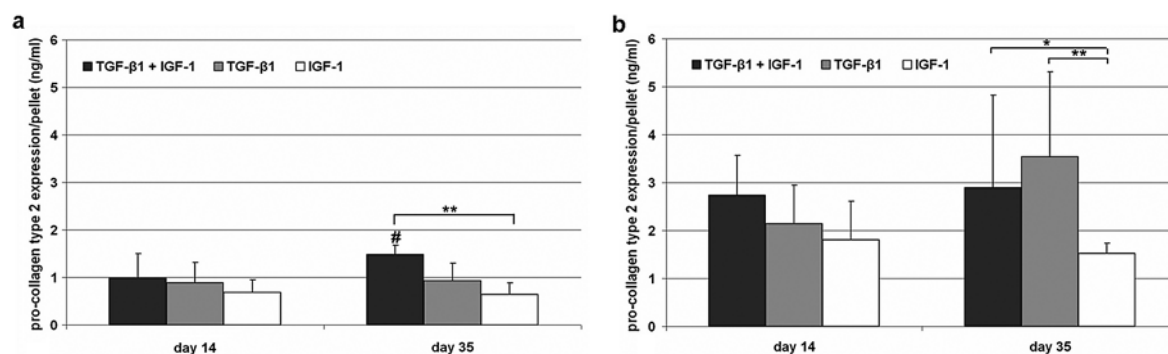 a
pro-collagen type 2 expression/pellet (ng/ml)
6
5
4
3
2
1
0
TGF-β1 + IGF-1 TGF-β1 IGF-1
**
#
day 14 day 35
b
pro-collagen type 2 expression/pellet (ng/ml)
6
5
4
3
2
1
0
TGF-β1 + IGF-1 TGF-β1 IGF-1
*
**
day 14 day 35